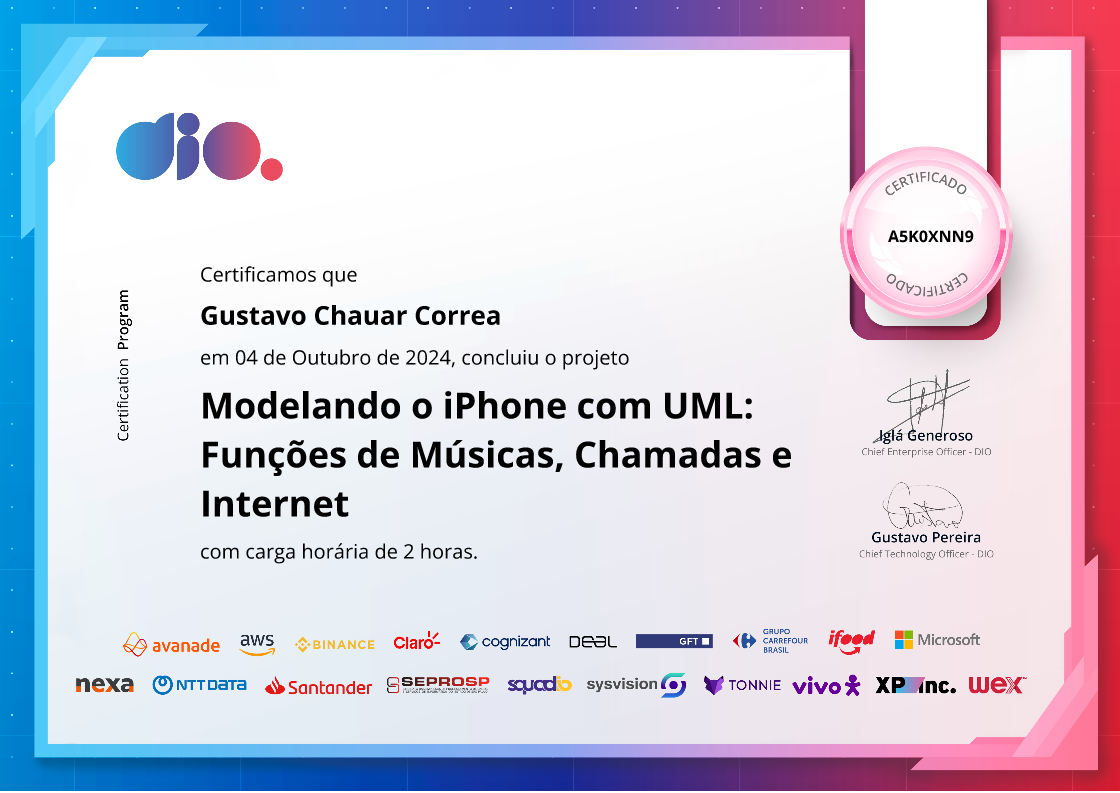 dio.
CERTIFICADO
A5K0XNN9
CERTIFICADO
Certification Program
Certificamos que
Gustavo Chauar Correa
em 04 de Outubro de 2024, concluiu o projeto
Modelando o iPhone com UML:
Funções de Músicas, Chamadas e
Internet
com carga horária de 2 horas.
Iglá Generoso
Chief Enterprise Officer - DIO
Gustavo Pereira
Chief Technology Officer - DIO
avanade aws BINANCE Claro cognizant DEAL GFT GRUPO CARREFOUR BRASIL ifood Microsoft
nexa NTT DATA Santander SEPROSP squadio sysvision TONNIE vivo XP inc. wex